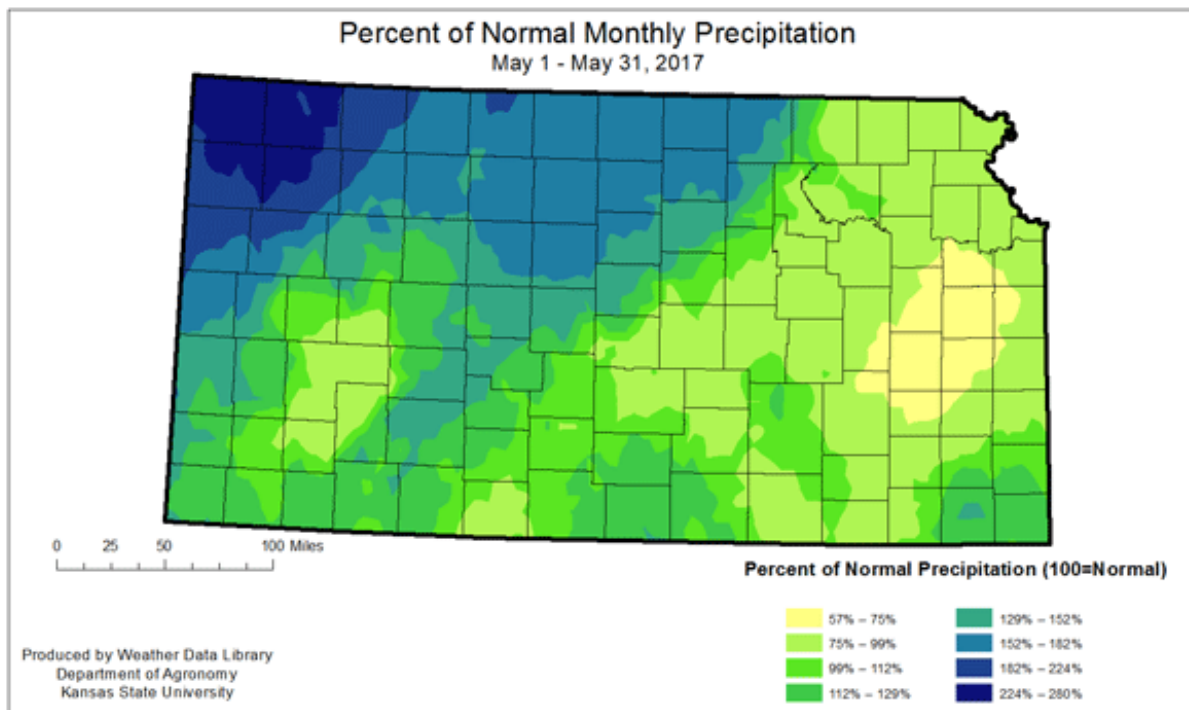 Percent of Normal Monthly Precipitation
May 1 - May 31, 2017
0 25 50 100 Miles
Percent of Normal Precipitation (100=Normal)
57% – 75%
75% – 99%
99% – 112%
112% – 129%
129% – 152%
152% – 182%
182% – 224%
224% – 280%
Produced by Weather Data Library
Department of Agronomy
Kansas State University